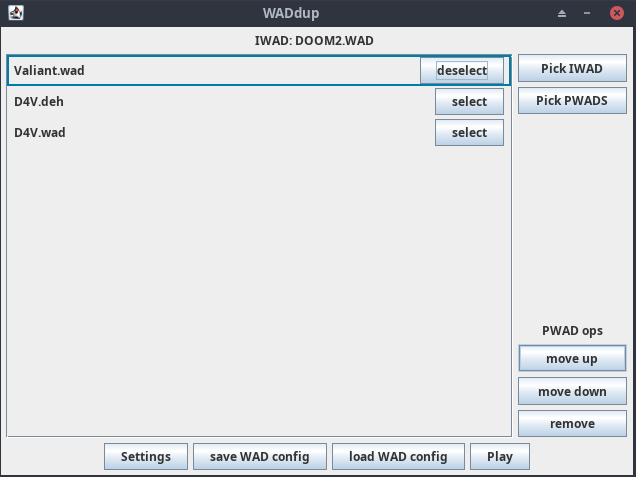 WADdup
IWAD: DOOM2.WAD
Valiant.wad deselect
Pick IWAD
D4V.deh select
Pick PWADS
D4V.wad select
PWAD ops
move up
move down
remove
Settings save WAD config load WAD config Play